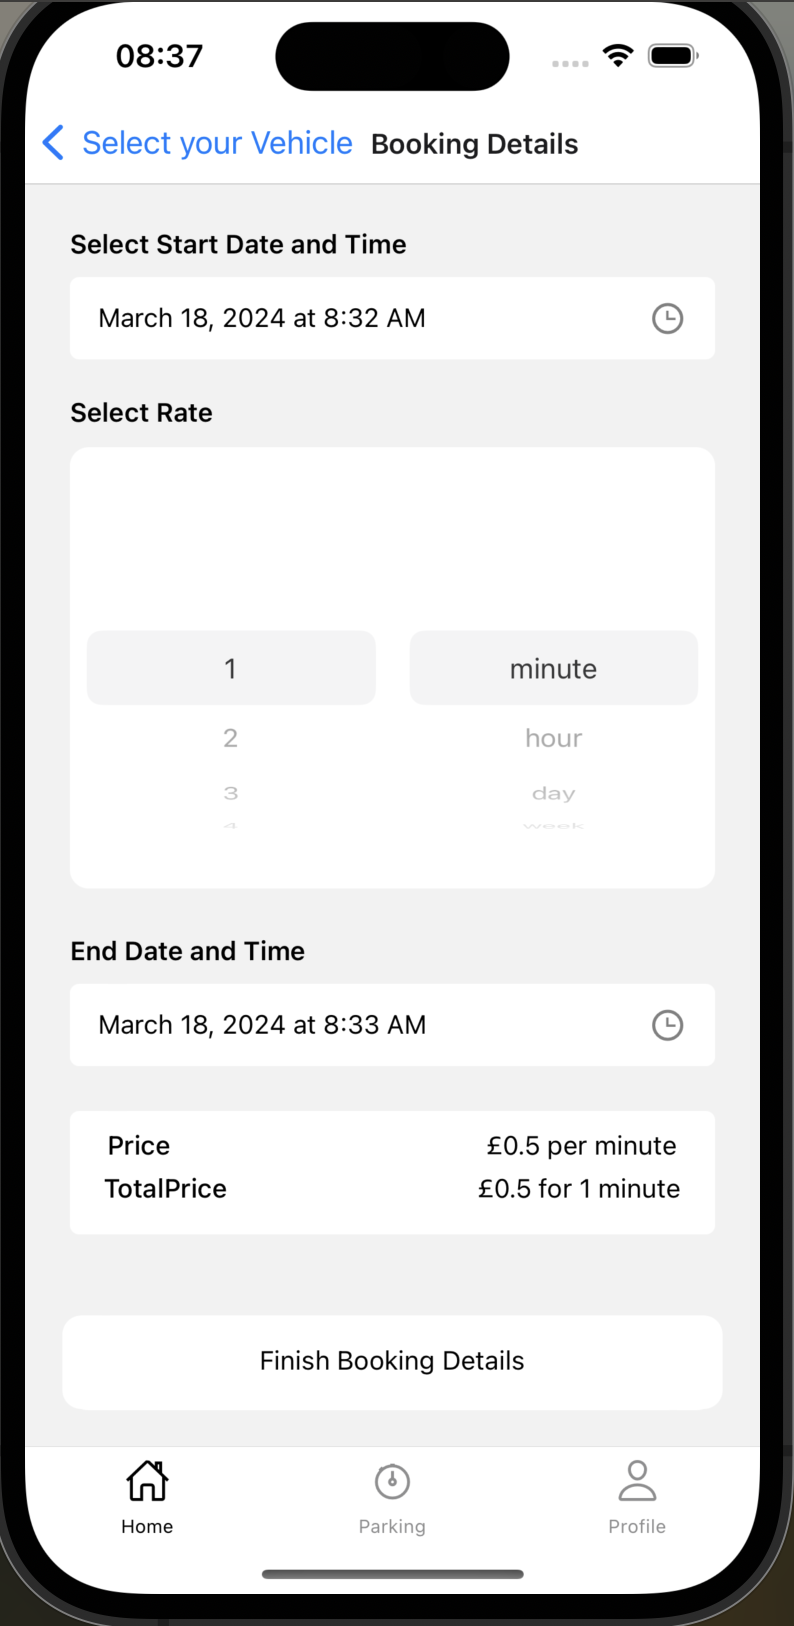 08:37
Select your Vehicle Booking Details
Select Start Date and Time
March 18, 2024 at 8:32 AM
Select Rate
1 minute
2 hour
3 day
4 week
End Date and Time
March 18, 2024 at 8:33 AM
Price £0.5 per minute
TotalPrice £0.5 for 1 minute
Finish Booking Details
Home Parking Profile